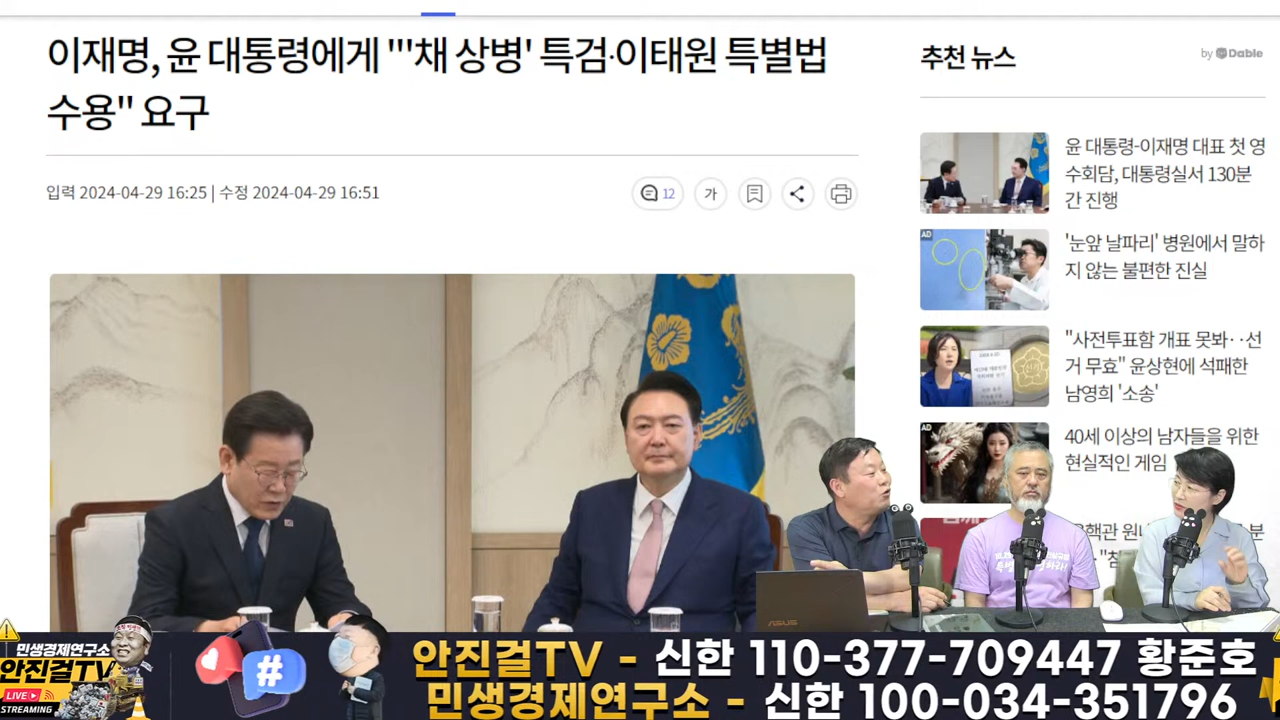 이재명, 윤 대통령에게 "'채 상병' 특검·이태원 특별법
수용" 요구
입력 2024-04-29 16:25 | 수정 2024-04-29 16:51
12
가
추천 뉴스
by Dable
윤 대통령-이재명 대표 첫 영
수회담, 대통령실서 130분
간 진행
AD
'눈앞 날파리' 병원에서 말하
지 않는 불편한 진실
"사전투표함 개표 못봐‥선
거 무효" 윤상현에 석패한
남영희 '소송'
AD
40세 이상의 남자들을 위한
현실적인 게임
ASUS
민생경제연구소
안진걸TV
LIVE
STREAMING
#
안진걸TV - 신한 110-377-709447 황준호
민생경제연구소 - 신한 100-034-351796